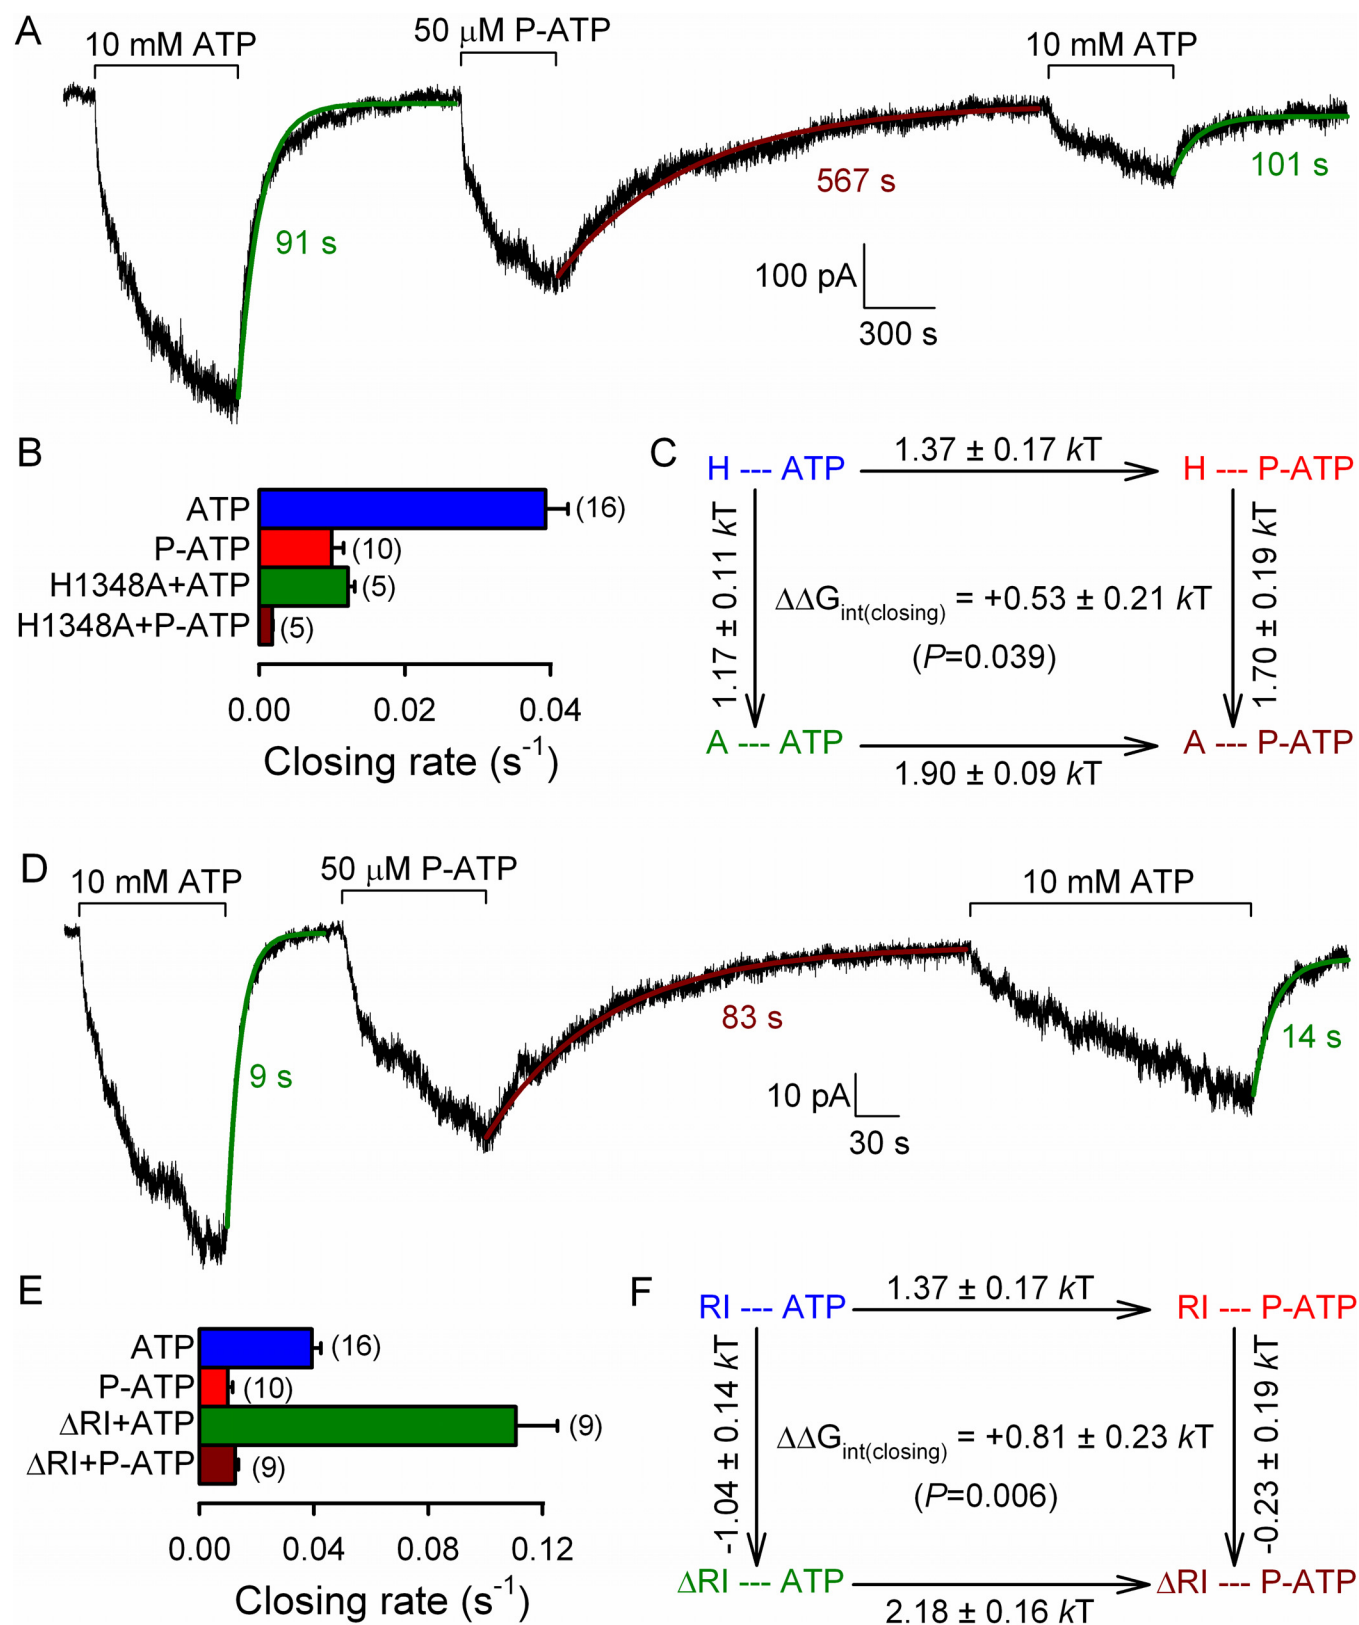 A
10 mM ATP
50 μM P-ATP
10 mM ATP
91 s
567 s
101 s
100 pA
300 s
B
ATP
(16)
P-ATP
(10)
H1348A+ATP
(5)
H1348A+P-ATP
(5)
0.00 0.02 0.04
Closing rate (s⁻¹)
C
H --- ATP
1.37 ± 0.17 kT
H --- P-ATP
1.17 ± 0.11 kT
ΔΔGint(closing) = +0.53 ± 0.21 kT
(P=0.039)
1.70 ± 0.19 kT
A --- ATP
1.90 ± 0.09 kT
A --- P-ATP
D
10 mM ATP
50 μM P-ATP
10 mM ATP
9 s
83 s
14 s
10 pA
30 s
E
ATP
(16)
P-ATP
(10)
ΔRI+ATP
(9)
ΔRI+P-ATP
(9)
0.00 0.04 0.08 0.12
Closing rate (s⁻¹)
F
RI --- ATP
1.37 ± 0.17 kT
RI --- P-ATP
-1.04 ± 0.14 kT
ΔΔGint(closing) = +0.81 ± 0.23 kT
(P=0.006)
-0.23 ± 0.19 kT
ΔRI --- ATP
2.18 ± 0.16 kT
ΔRI --- P-ATP